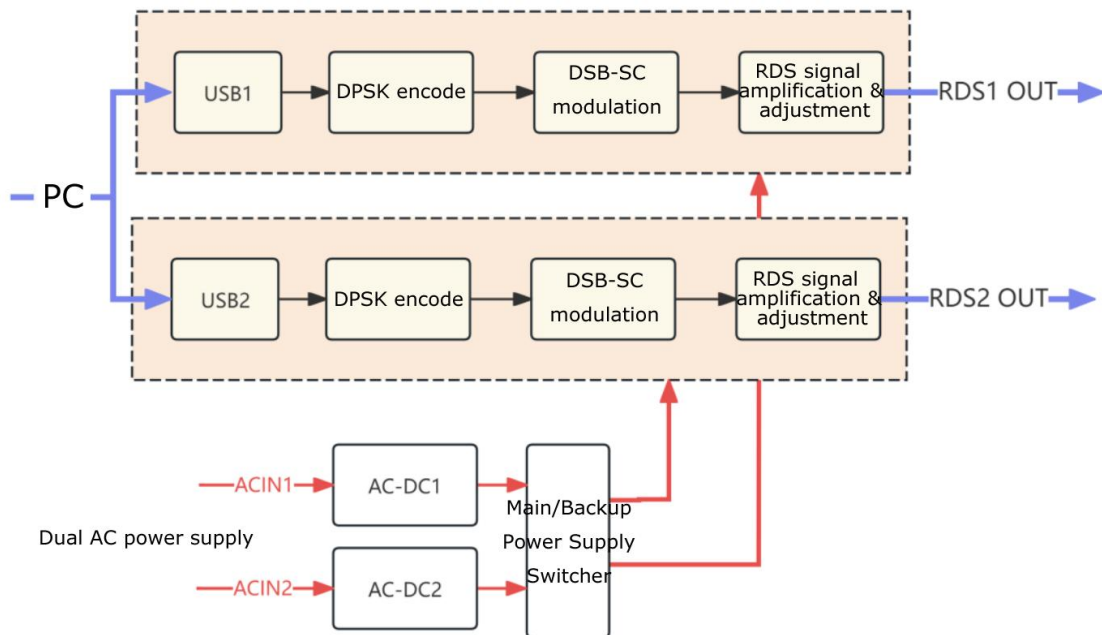 USB1
DPSK encode
DSB-SC
modulation
RDS signal
amplification &
adjustment
RDS1 OUT
PC
USB2
DPSK encode
DSB-SC
modulation
RDS signal
amplification &
adjustment
RDS2 OUT
ACIN1
AC-DC1
Main/Backup
Power Supply
Switcher
Dual AC power supply
ACIN2
AC-DC2